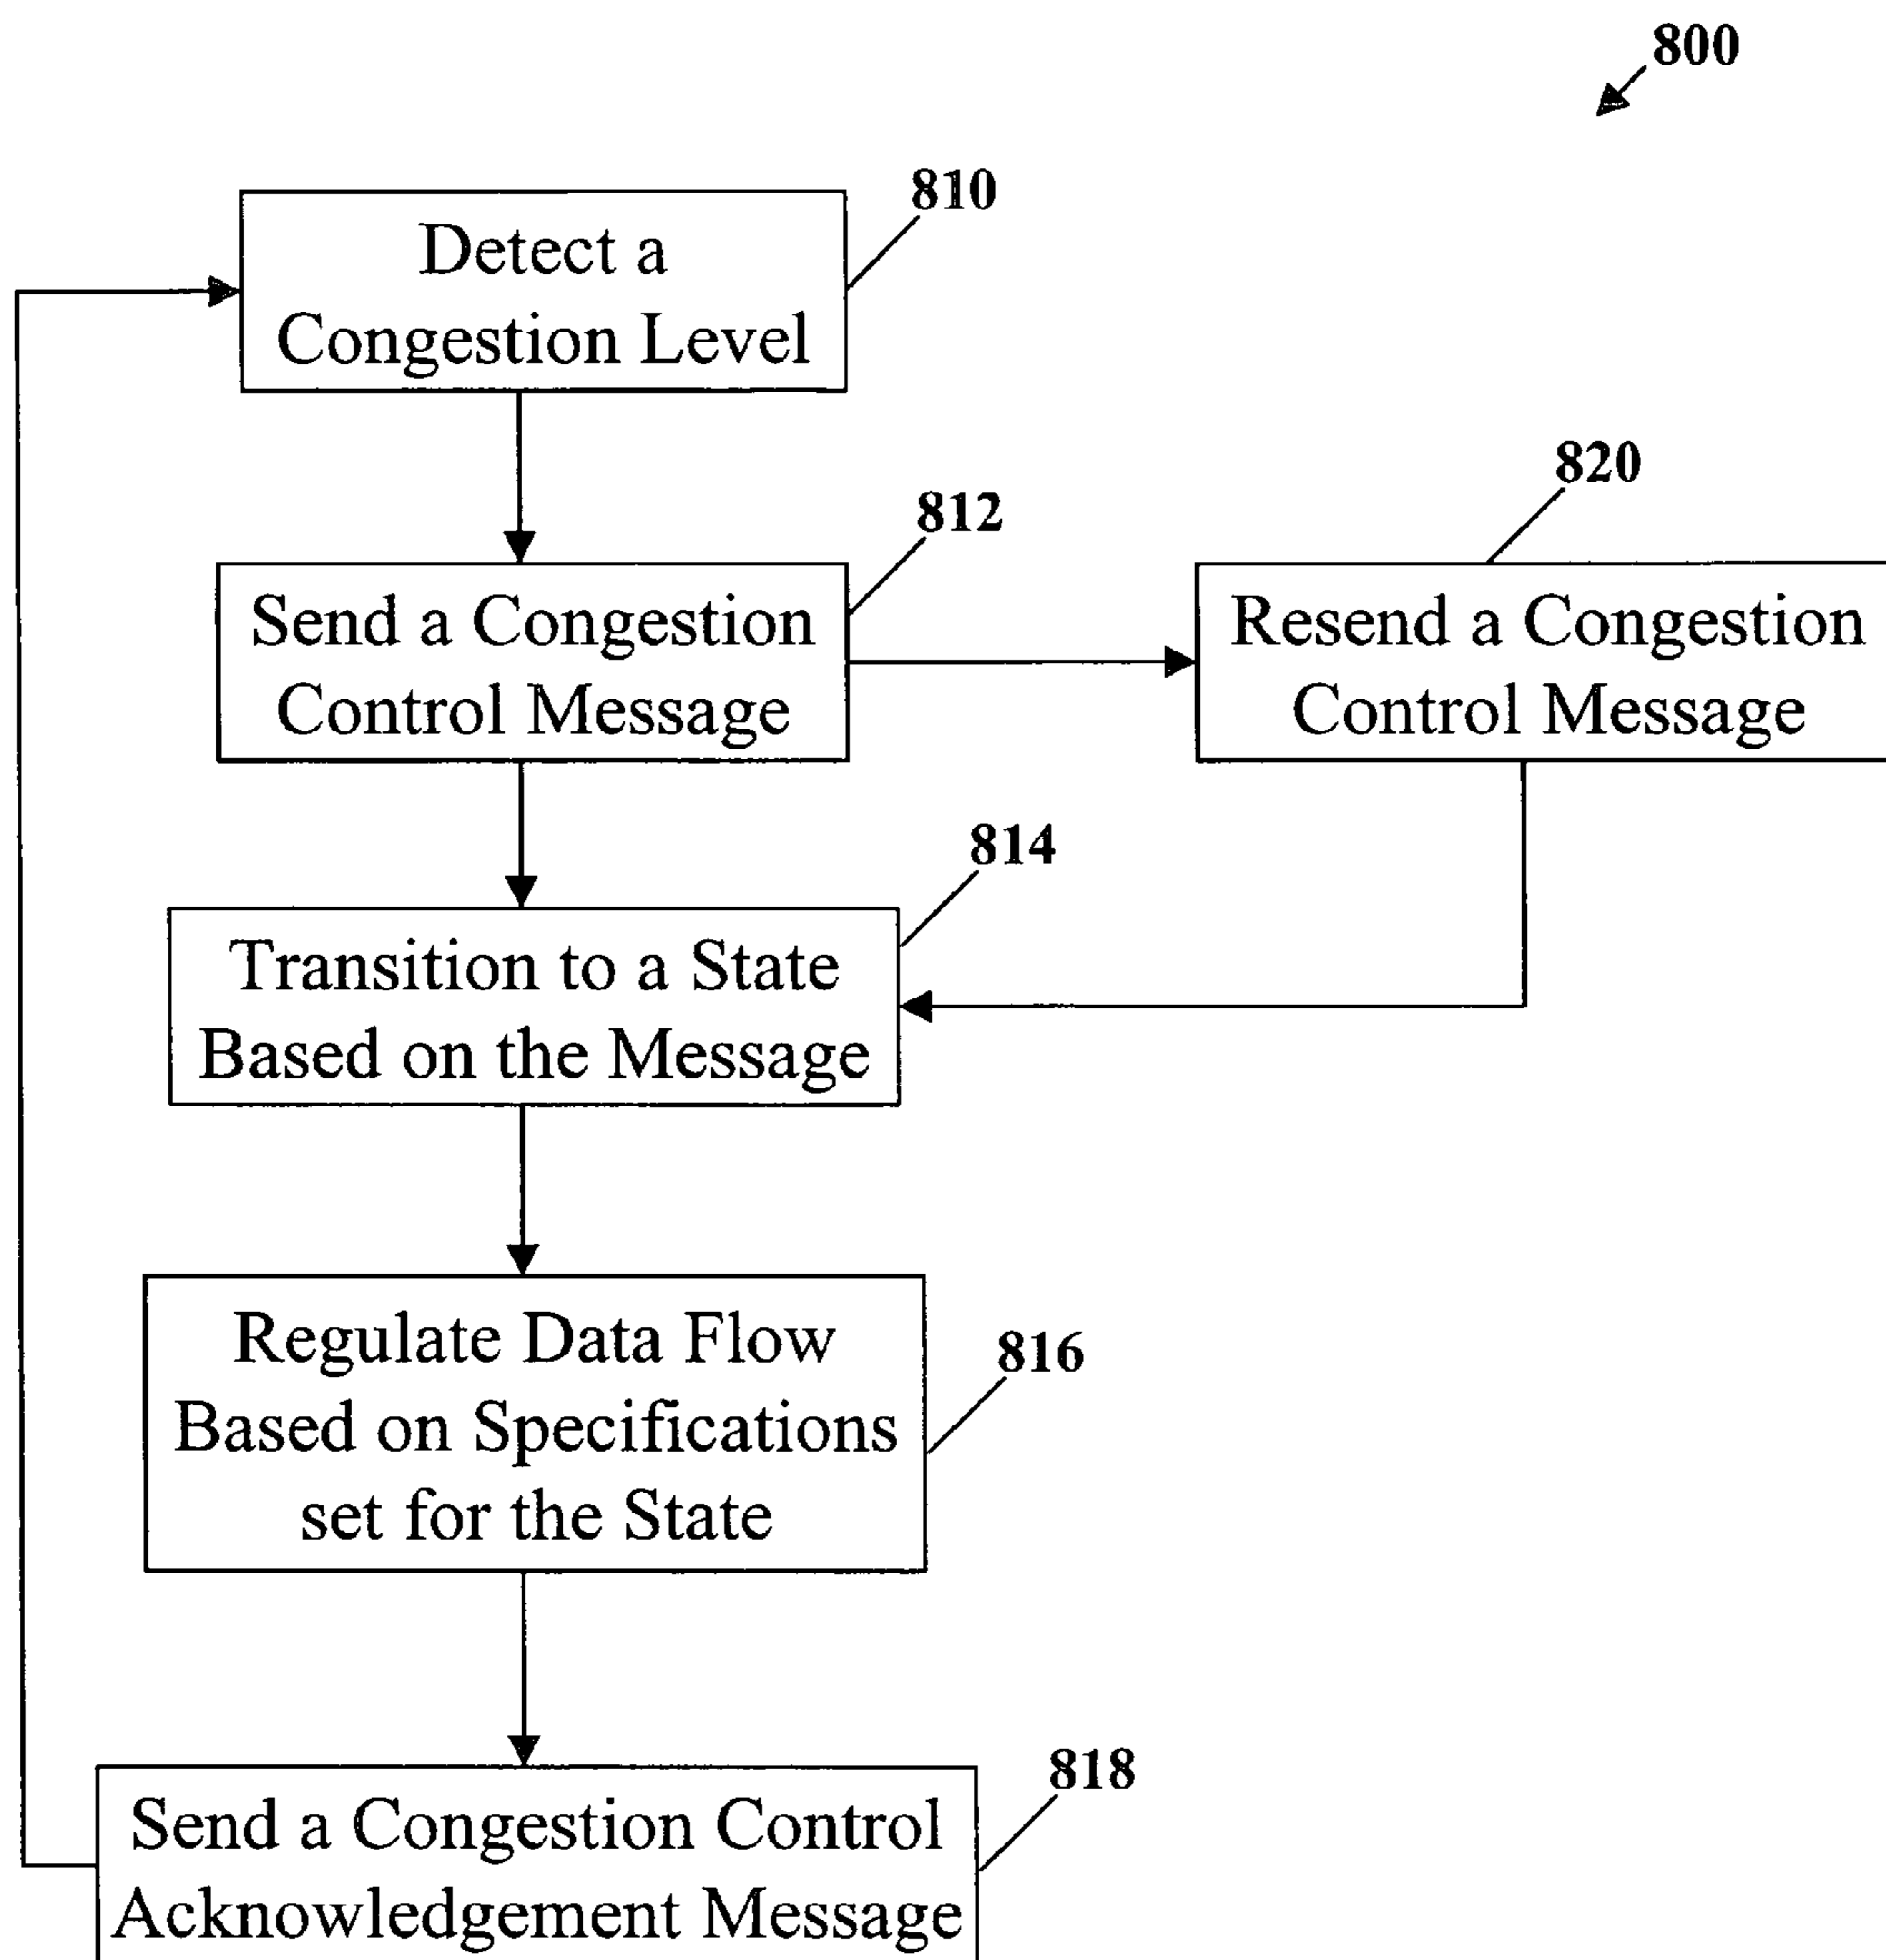 800
810
Detect a
Congestion Level
812
Send a Congestion
Control Message
820
Resend a Congestion
Control Message
814
Transition to a State
Based on the Message
816
Regulate Data Flow
Based on Specifications
set for the State
818
Send a Congestion Control
Acknowledgement Message